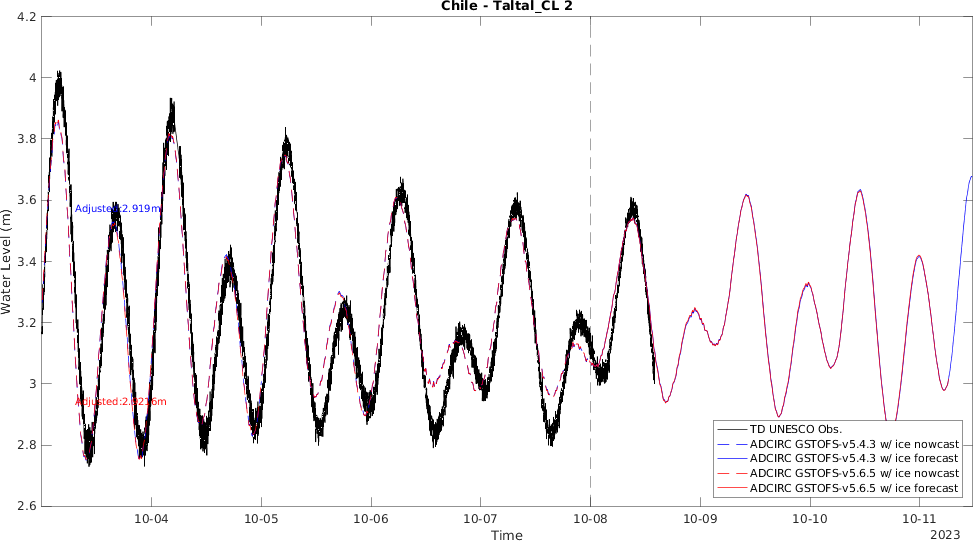 Chile - Taltal_CL 2
4.2
4
3.8
3.6
3.4
3.2
3
2.8
2.6
Water Level (m)
Adjusted:2.919m
Adjusted:2.9216m
TD UNESCO Obs.
ADCIRC GSTOFS-v5.4.3 w/ ice nowcast
ADCIRC GSTOFS-v5.4.3 w/ ice forecast
ADCIRC GSTOFS-v5.6.5 w/ ice nowcast
ADCIRC GSTOFS-v5.6.5 w/ ice forecast
10-04 10-05 10-06 10-07 10-08 10-09 10-10 10-11
Time
2023